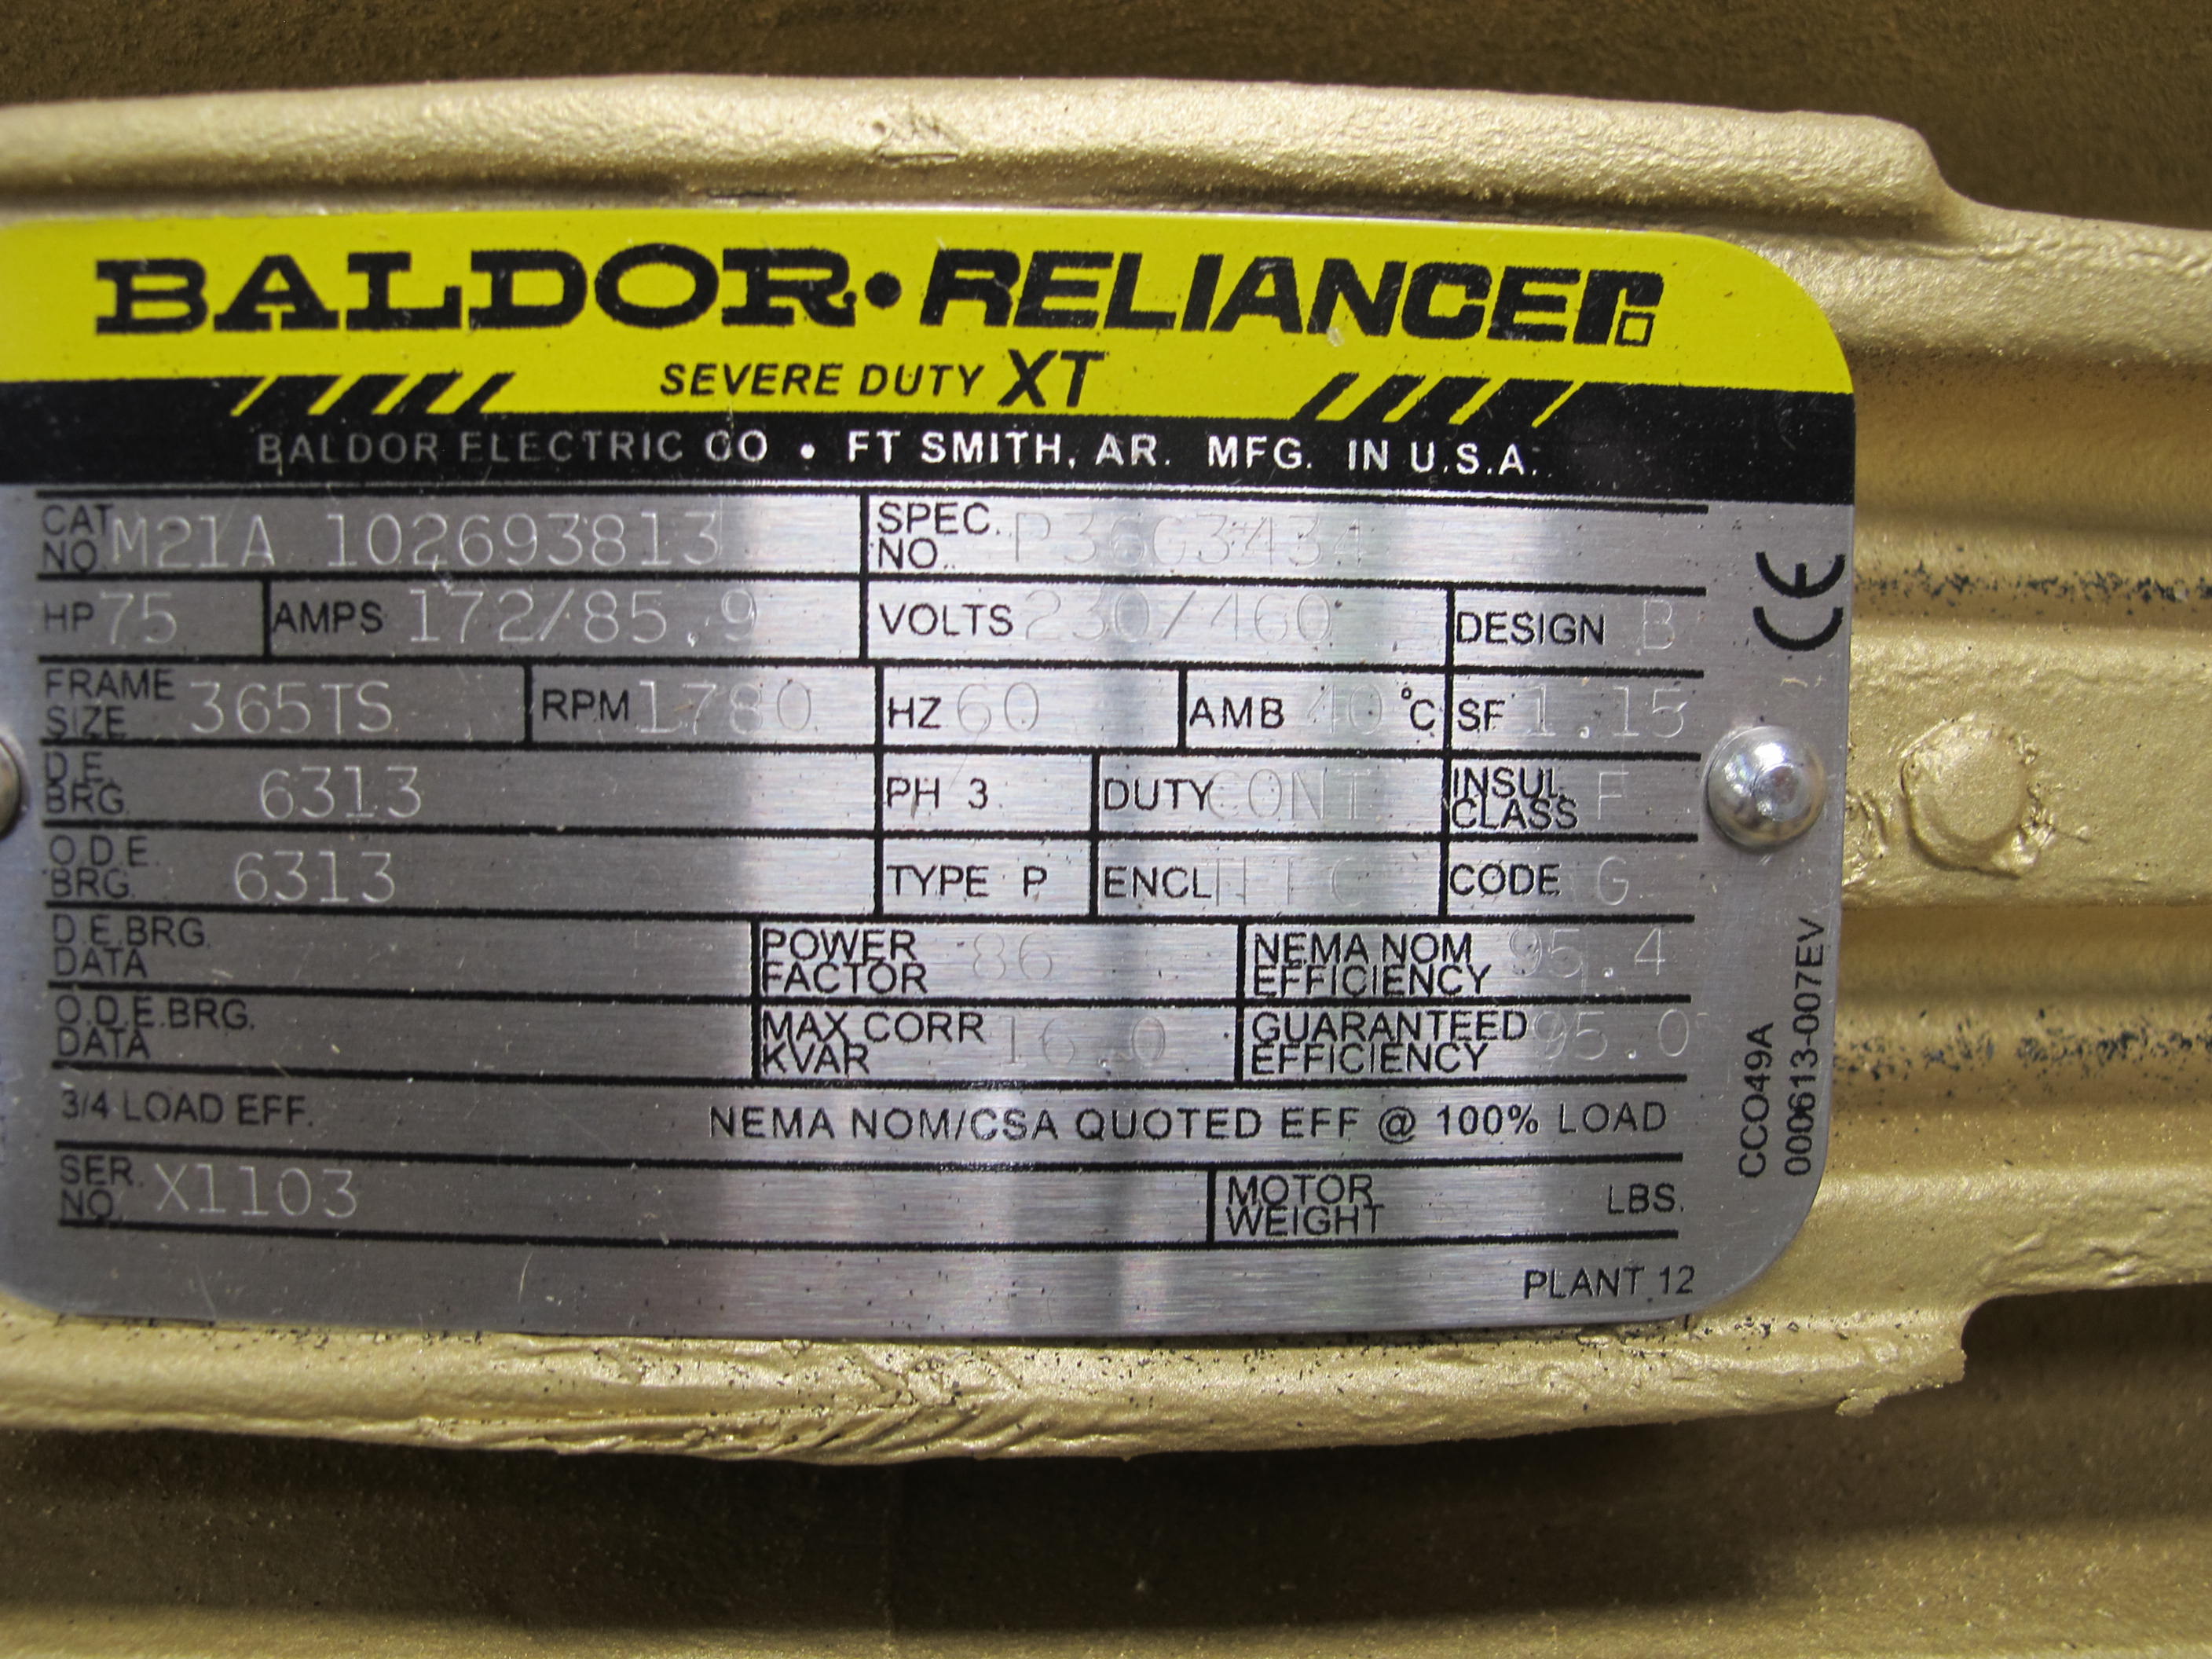 BALDOR • RELIANCE
SEVERE DUTY XT
BALDOR ELECTRIC CO • FT SMITH, AR. MFG. IN U.S.A.
CAT. NO. M21A 102693813 SPEC. NO. P36G3434
HP 75 AMPS 172/85.9 VOLTS 230/460 DESIGN B
FRAME SIZE 365TS RPM 1780 HZ 60 AMB 40 °C SF 1.15
D.E. BRG. 6313 PH 3 DUTY CONT INSUL. CLASS F
O.D.E. BRG. 6313 TYPE P ENCL CODE G
D.E.BRG. DATA POWER FACTOR 86 NEMA NOM EFFICIENCY 95.4
O.D.E.BRG. DATA MAX CORR KVAR 16.0 GUARANTEED EFFICIENCY 95.0
3/4 LOAD EFF. NEMA NOM/CSA QUOTED EFF @ 100% LOAD
SER. NO. X1103 MOTOR WEIGHT LBS.
PLANT 12
CE
CCO49A
000613-007EV